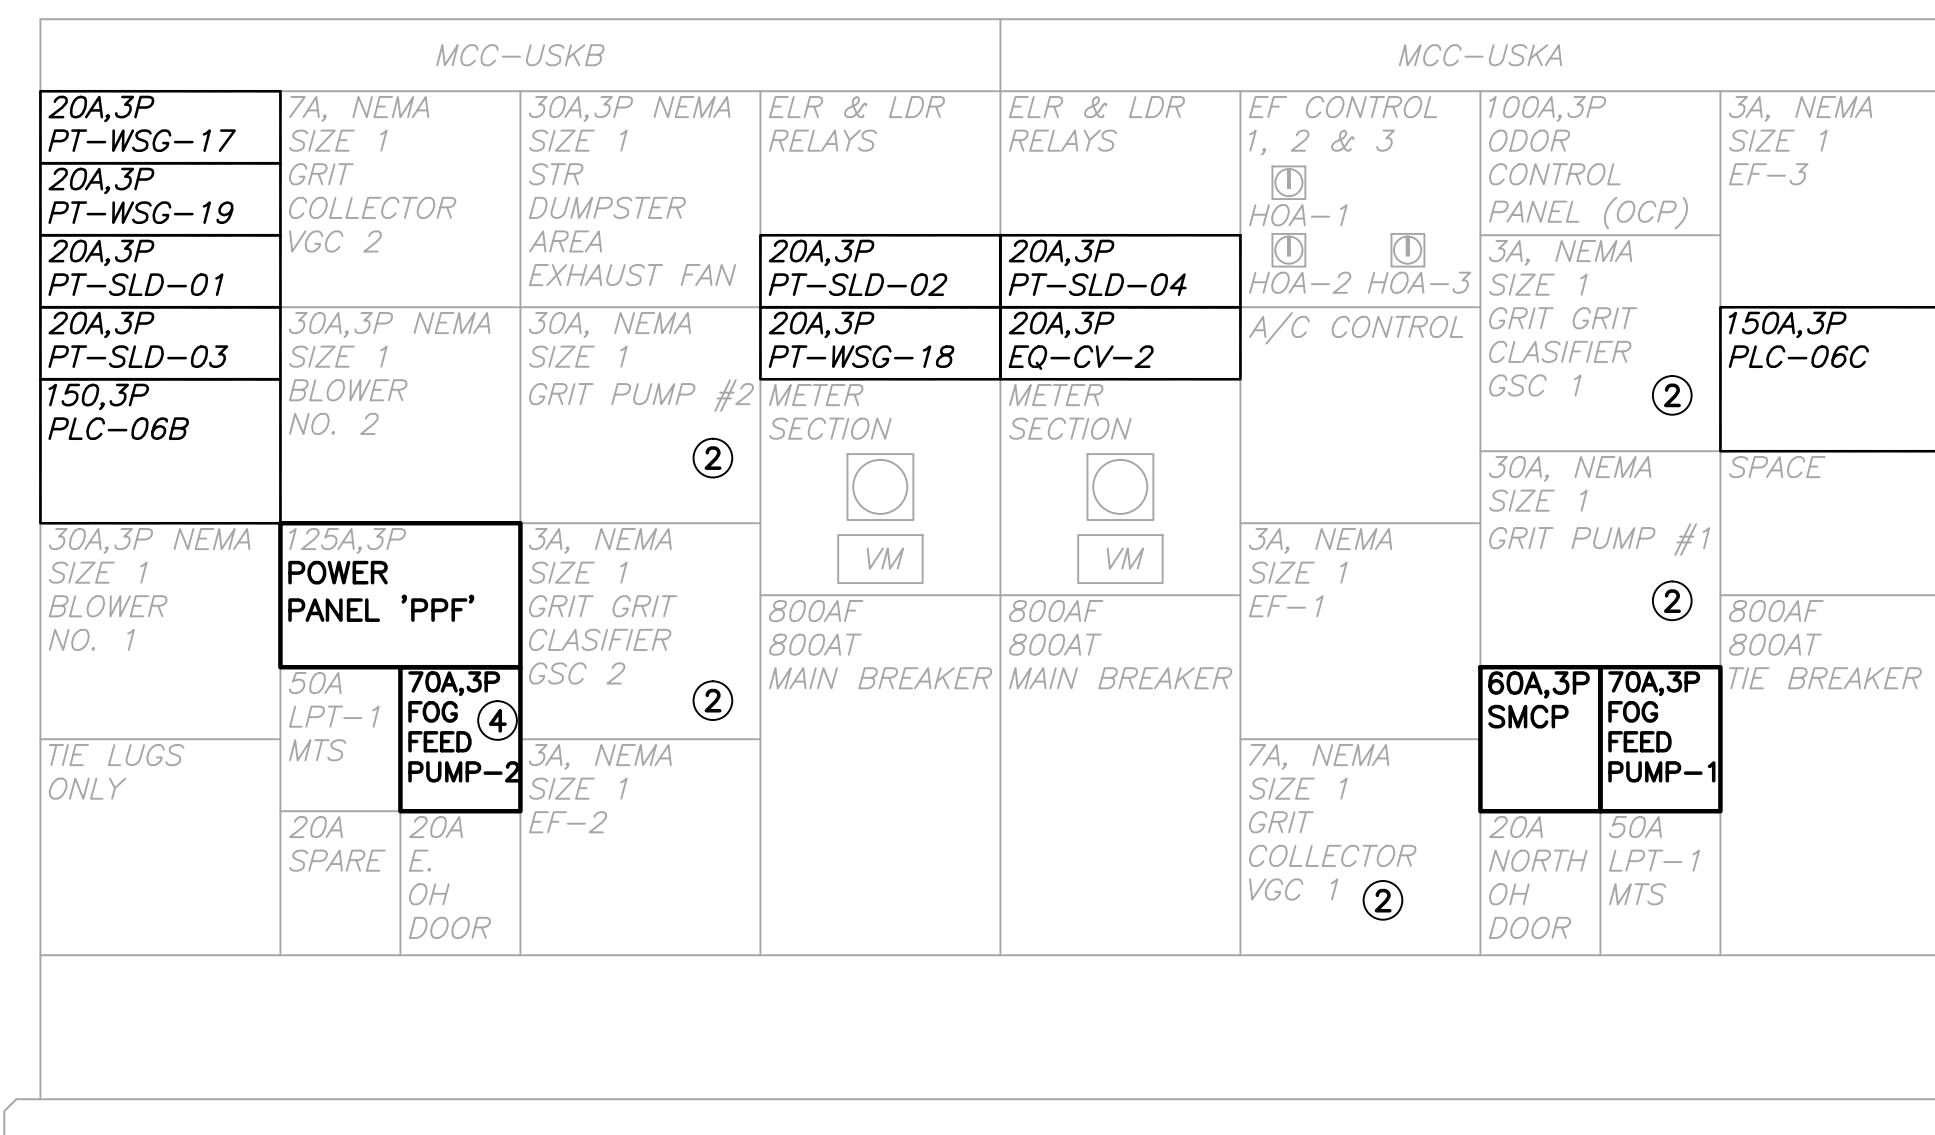 MCC-USKB
MCC-USKA
20A,3P
PT-WSG-17
20A,3P
PT-WSG-19
20A,3P
PT-SLD-01
20A,3P
PT-SLD-03
150,3P
PLC-06B
30A,3P NEMA
SIZE 1
BLOWER
NO. 1
TIE LUGS
ONLY
7A, NEMA
SIZE 1
GRIT
COLLECTOR
VGC 2
30A,3P NEMA
SIZE 1
BLOWER
NO. 2
125A,3P
POWER
PANEL 'PPF'
50A
LPT-1
MTS
70A,3P
FOG
FEED
PUMP-2
4
20A
SPARE
20A
E.
OH
DOOR
30A,3P NEMA
SIZE 1
STR
DUMPSTER
AREA
EXHAUST FAN
30A, NEMA
SIZE 1
GRIT PUMP #2
2
3A, NEMA
SIZE 1
GRIT GRIT
CLASIFIER
GSC 2
2
3A, NEMA
SIZE 1
EF-2
ELR & LDR
RELAYS
20A,3P
PT-SLD-02
20A,3P
PT-WSG-18
METER
SECTION
VM
800AF
800AT
MAIN BREAKER
ELR & LDR
RELAYS
20A,3P
PT-SLD-04
20A,3P
EQ-CV-2
METER
SECTION
VM
800AF
800AT
MAIN BREAKER
EF CONTROL
1, 2 & 3
HOA-1
HOA-2 HOA-3
A/C CONTROL
3A, NEMA
SIZE 1
EF-1
7A, NEMA
SIZE 1
GRIT
COLLECTOR
VGC 1
2
100A,3P
ODOR
CONTROL
PANEL (OCP)
3A, NEMA
SIZE 1
GRIT GRIT
CLASIFIER
GSC 1
2
30A, NEMA
SIZE 1
GRIT PUMP #1
2
60A,3P
SMCP
70A,3P
FOG
FEED
PUMP-1
20A
NORTH
OH
DOOR
50A
LPT-1
MTS
3A, NEMA
SIZE 1
EF-3
150A,3P
PLC-06C
SPACE
800AF
800AT
TIE BREAKER